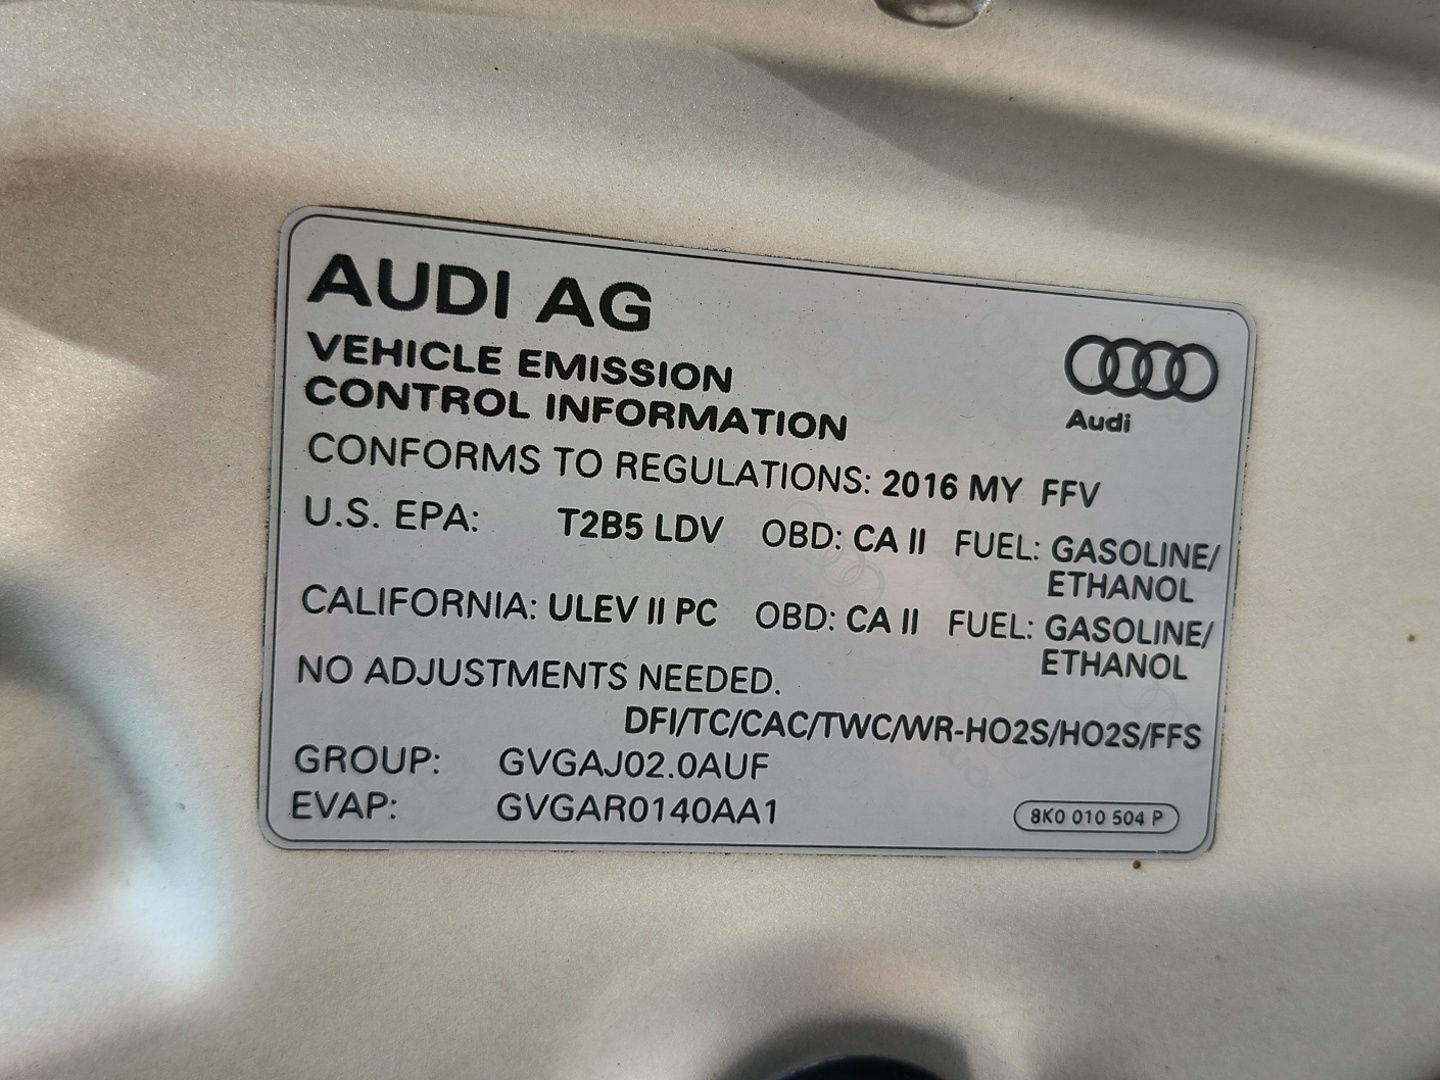 AUDI AG
VEHICLE EMISSION
CONTROL INFORMATION
Audi
CONFORMS TO REGULATIONS: 2016 MY FFV
U.S. EPA: T2B5 LDV OBD: CA II FUEL: GASOLINE/
ETHANOL
CALIFORNIA: ULEV II PC OBD: CA II FUEL: GASOLINE/
ETHANOL
NO ADJUSTMENTS NEEDED.
DFI/TC/CAC/TWC/WR-HO2S/HO2S/FFS
GROUP: GVGAJ02.0AUF
EVAP: GVGAR0140AA1
8K0 010 504 P